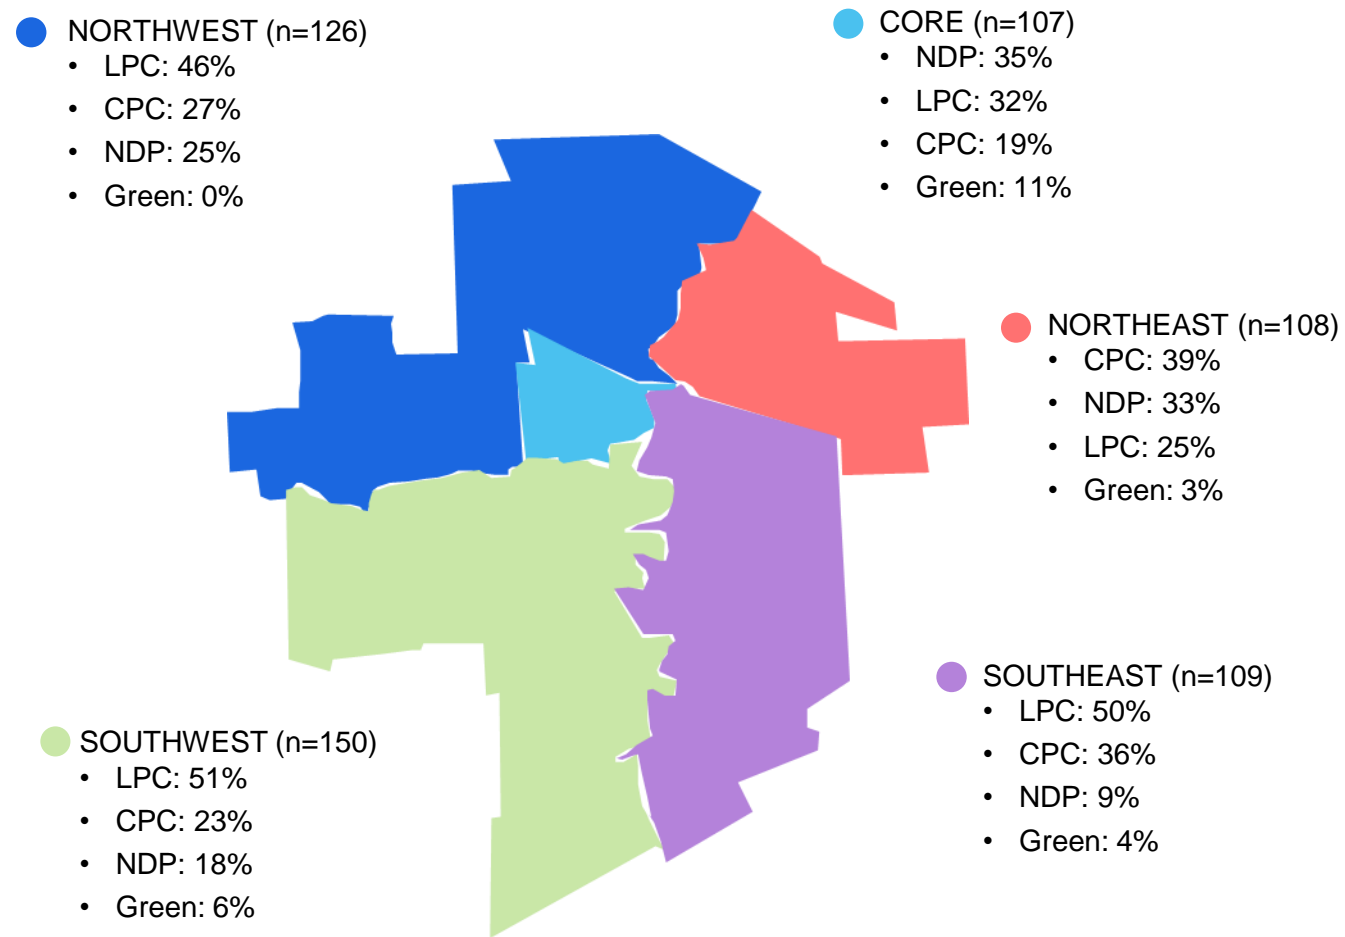 NORTHWEST (n=126)
• LPC: 46%
• CPC: 27%
• NDP: 25%
• Green: 0%
CORE (n=107)
• NDP: 35%
• LPC: 32%
• CPC: 19%
• Green: 11%
NORTHEAST (n=108)
• CPC: 39%
• NDP: 33%
• LPC: 25%
• Green: 3%
SOUTHEAST (n=109)
• LPC: 50%
• CPC: 36%
• NDP: 9%
• Green: 4%
SOUTHWEST (n=150)
• LPC: 51%
• CPC: 23%
• NDP: 18%
• Green: 6%